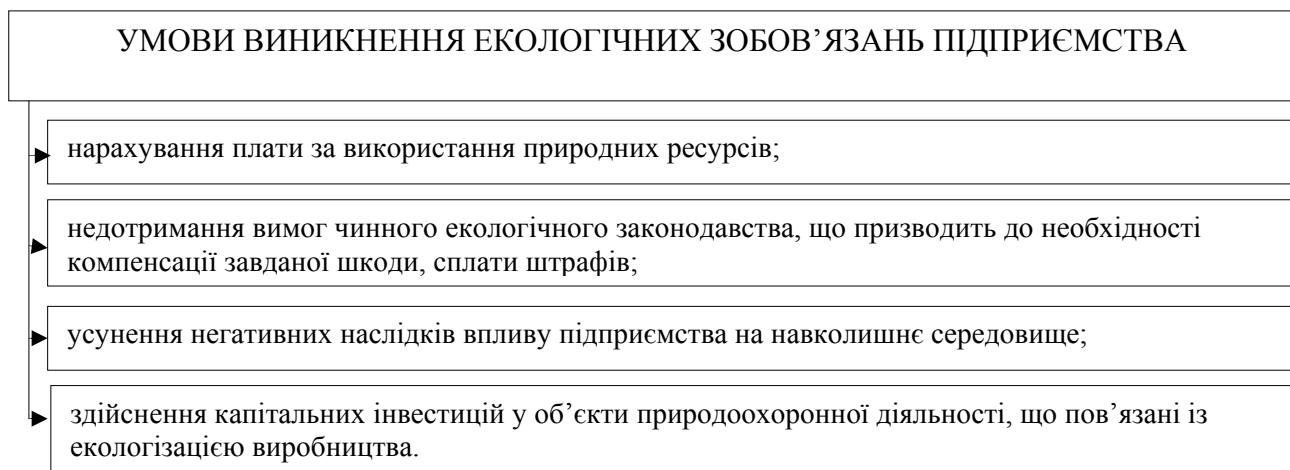 УМОВИ ВИНИКНЕННЯ ЕКОЛОГІЧНИХ ЗОБОВ’ЯЗАНЬ ПІДПРИЄМСТВА
нарахування плати за використання природних ресурсів;
недотримання вимог чинного екологічного законодавства, що призводить до необхідності
компенсації завданої шкоди, сплати штрафів;
усунення негативних наслідків впливу підприємства на навколишнє середовище;
здійснення капітальних інвестицій у об’єкти природоохоронної діяльності, що пов’язані із
екологізацією виробництва.